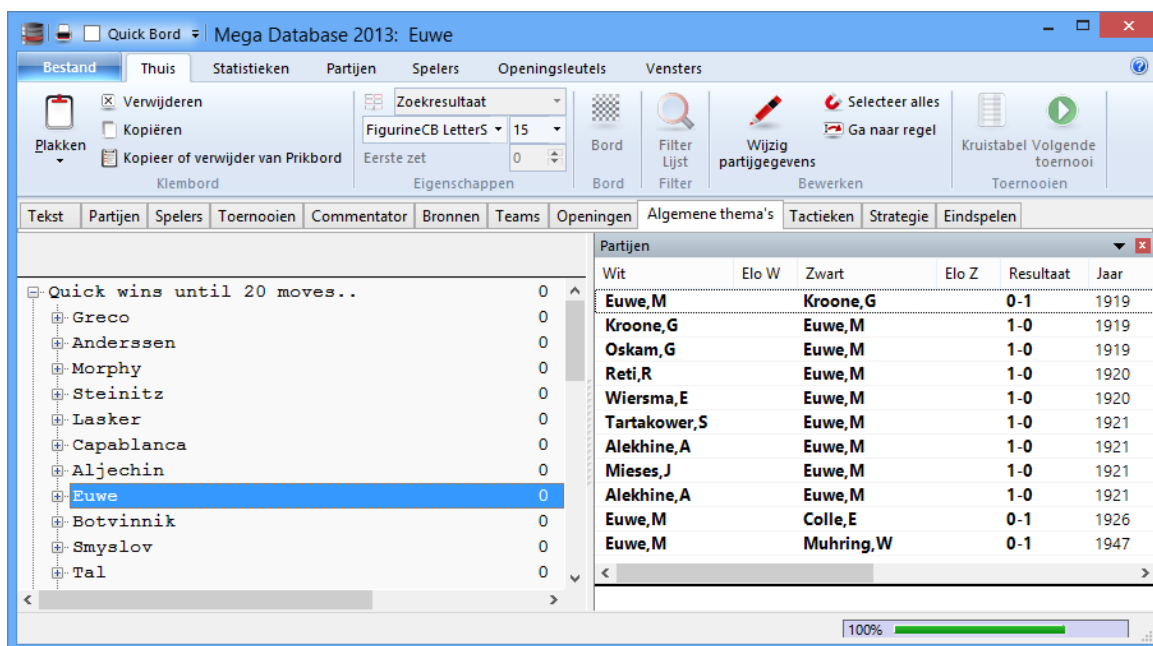 Quick Bord Mega Database 2013: Euwe
Bestand Thuis Statistieken Partijen Spelers Openingsleutels Vensters
Plakken
Verwijderen
Kopiëren
Kopieer of verwijder van Prikbord
Klembord
Zoekresultaat
FigurineCB LetterS 15
Eerste zet 0
Eigenschappen
Bord
Bord
Filter
Lijst
Filter
Wijzig
partijgegevens
Selecteer alles
Ga naar regel
Bewerken
Kruistabel Volgende
toernooi
Toernooien
Tekst Partijen Spelers Toernooien Commentator Bronnen Teams Openingen Algemene thema's Tactieken Strategie Eindspelen
Quick wins until 20 moves.. 0
Greco 0
Anderssen 0
Morphy 0
Steinitz 0
Lasker 0
Capablanca 0
Aljechin 0
Euwe 0
Botvinnik 0
Smyslov 0
Tal 0
Partijen
Wit Elo W Zwart Elo Z Resultaat Jaar
Euwe,M Kroone,G 0-1 1919
Kroone,G Euwe,M 1-0 1919
Oskam,G Euwe,M 1-0 1919
Reti,R Euwe,M 1-0 1920
Wiersma,E Euwe,M 1-0 1920
Tartakower,S Euwe,M 1-0 1921
Alekhine,A Euwe,M 1-0 1921
Mieses,J Euwe,M 1-0 1921
Alekhine,A Euwe,M 1-0 1921
Euwe,M Colle,E 0-1 1926
Euwe,M Muhring,W 0-1 1947
100%